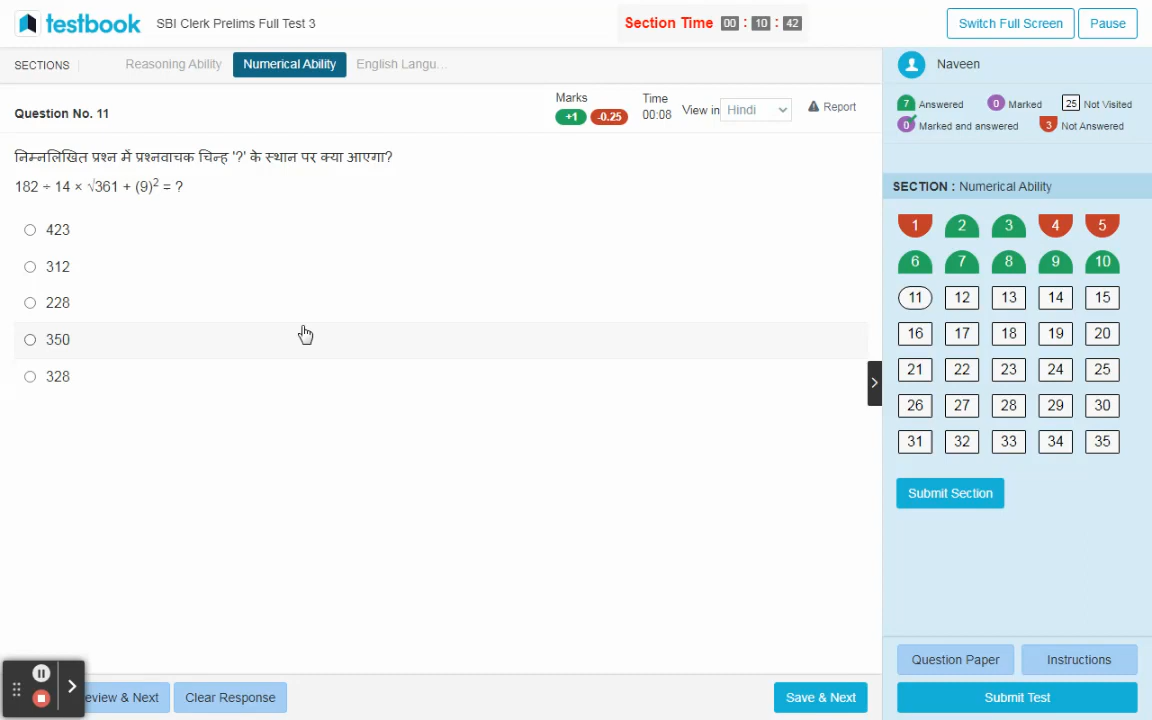 testbook SBI Clerk Prelims Full Test 3 Section Time 00 : 10 : 42 Switch Full Screen Pause
SECTIONS Reasoning Ability Numerical Ability English Langu...
Naveen
Question No. 11
Marks
+1 -0.25
Time
00:08
View in Hindi
Report
7 Answered 0 Marked 25 Not Visited
0 Marked and answered 3 Not Answered
निम्नलिखित प्रश्न में प्रश्नवाचक चिन्ह '?' के स्थान पर क्या आएगा?
182 ÷ 14 × √361 + (9)² = ?
423
312
228
350
328
SECTION : Numerical Ability
1 2 3 4 5
6 7 8 9 10
11 12 13 14 15
16 17 18 19 20
21 22 23 24 25
26 27 28 29 30
31 32 33 34 35
Submit Section
Question Paper Instructions
eview & Next Clear Response Save & Next Submit Test